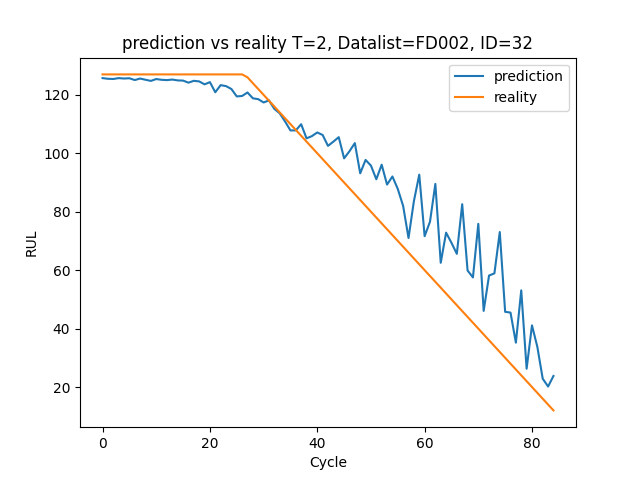 prediction vs reality T=2, Datalist=FD002, ID=32
prediction
reality
120
100
80
60
40
20
RUL
0 20 40 60 80
Cycle